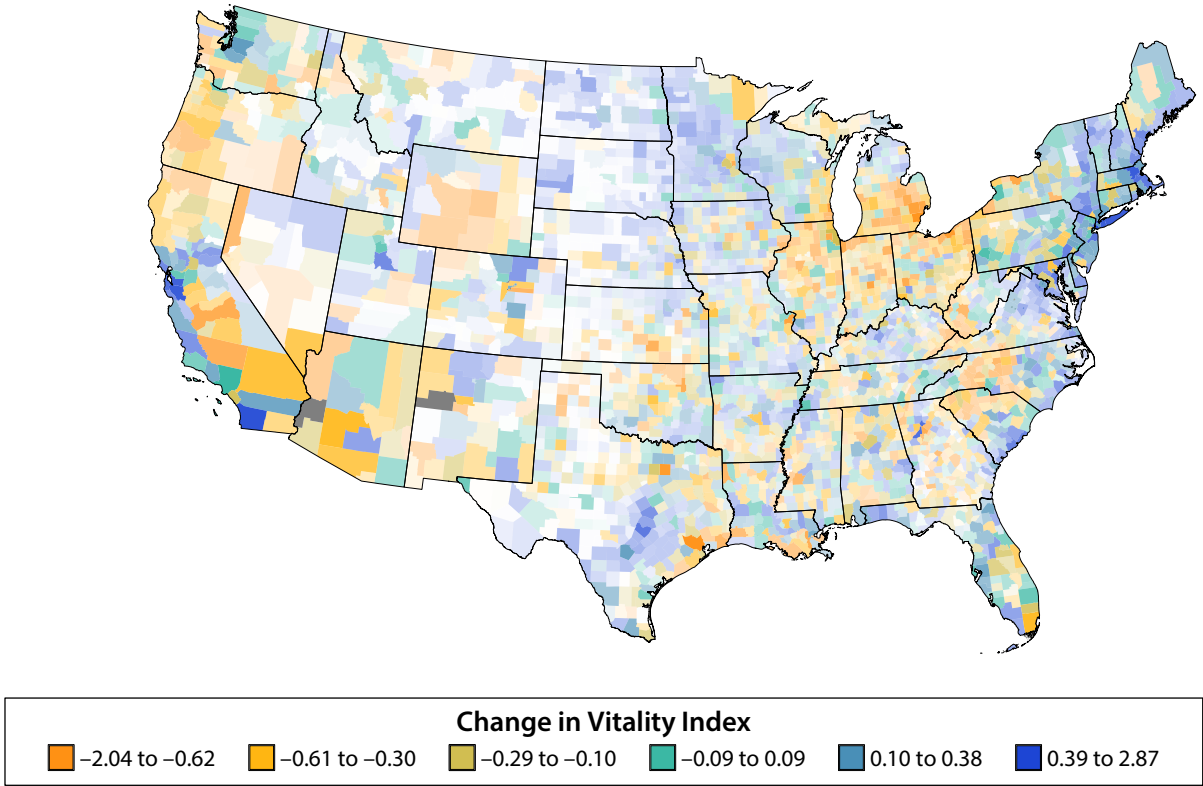 Change in Vitality Index
–2.04 to –0.62 –0.61 to –0.30 –0.29 to –0.10 –0.09 to 0.09 0.10 to 0.38 0.39 to 2.87